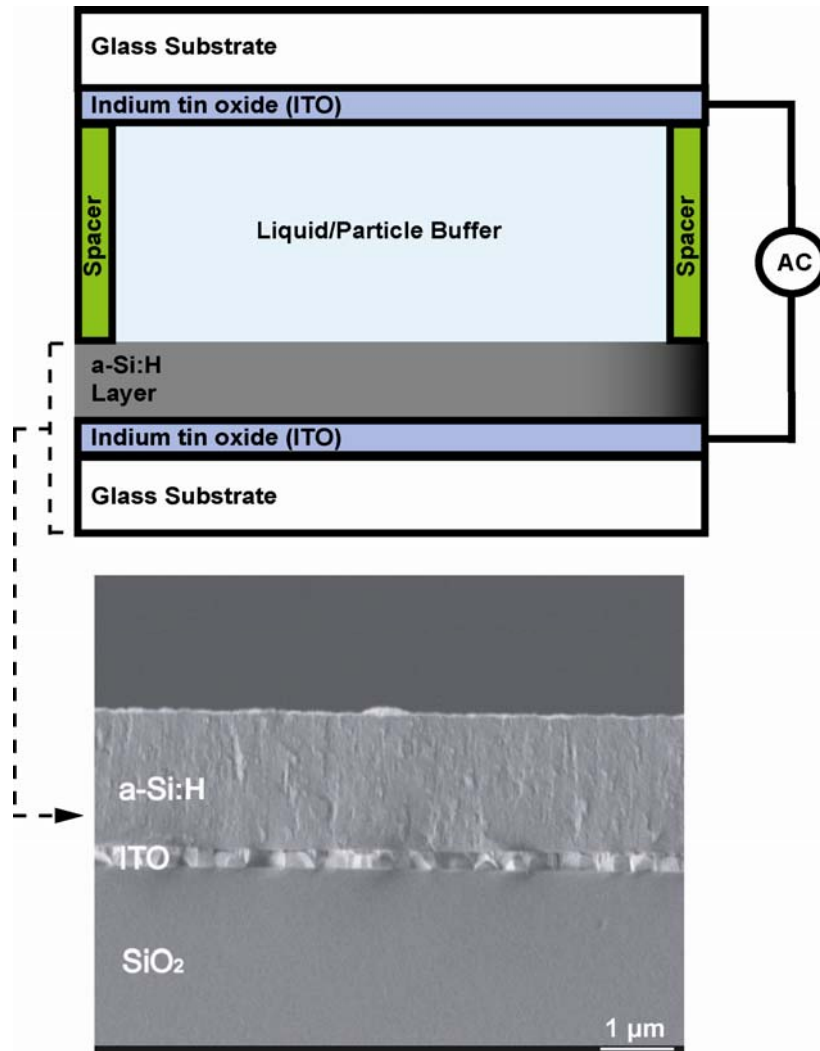 Glass Substrate
Indium tin oxide (ITO)
Spacer
Liquid/Particle Buffer
Spacer
AC
a-Si:H
Layer
Indium tin oxide (ITO)
Glass Substrate
a-Si:H
ITO
SiO₂
1 μm